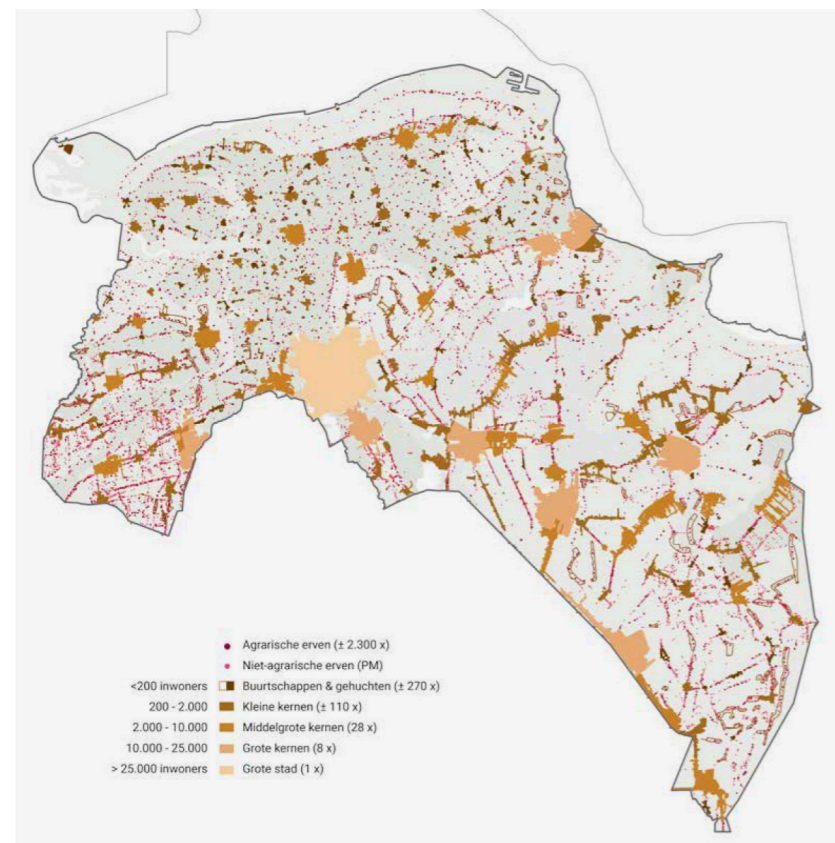 Agrarische erven (± 2.300 x)
Niet-agrarische erven (PM)
<200 inwoners Buurtschappen & gehuchten (± 270 x)
200 - 2.000 Kleine kernen (± 110 x)
2.000 - 10.000 Middelgrote kernen (28 x)
10.000 - 25.000 Grote kernen (8 x)
> 25.000 inwoners Grote stad (1 x)